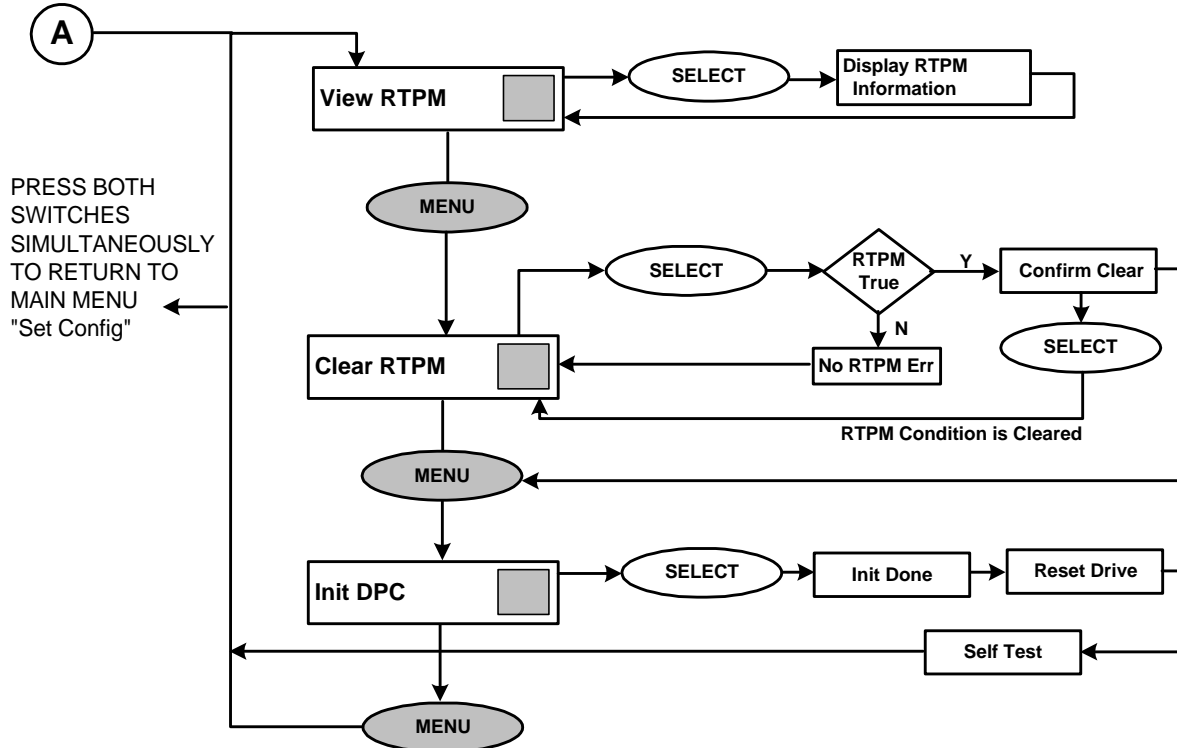 A
View RTPM
SELECT
Display RTPM
Information
PRESS BOTH
SWITCHES
SIMULTANEOUSLY
TO RETURN TO
MAIN MENU
"Set Config"
MENU
Clear RTPM
SELECT
RTPM
True
Y
Confirm Clear
N
No RTPM Err
SELECT
RTPM Condition is Cleared
MENU
Init DPC
SELECT
Init Done
Reset Drive
Self Test
MENU